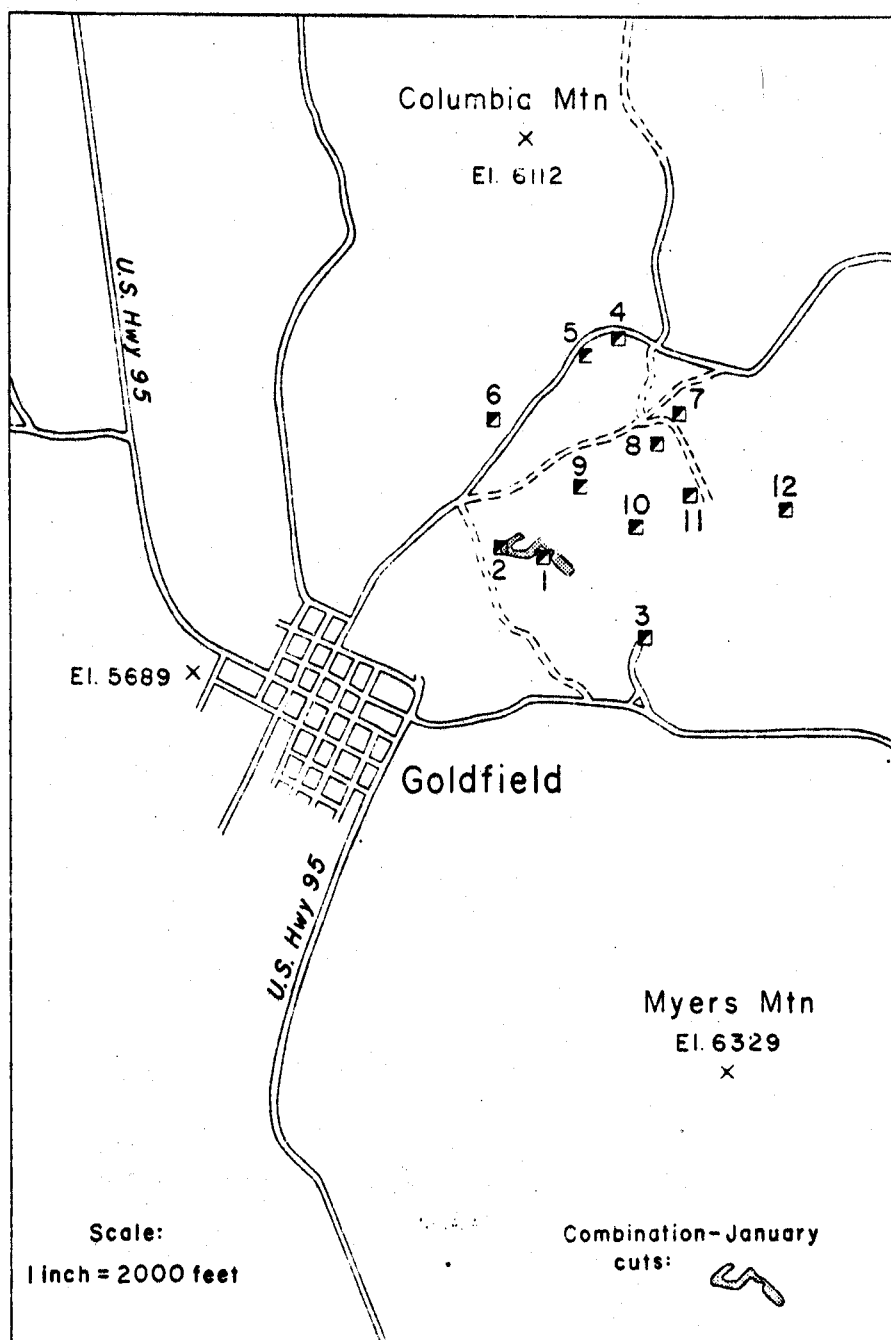 Columbia Mtn
El. 6112
U.S. Hwy 95
4
5
6
7
8
9
12
11
10
2
1
3
El. 5689
Goldfield
U.S. Hwy 95
Myers Mtn
El. 6329
Scale:
1 inch = 2000 feet
Combination-January
cuts: